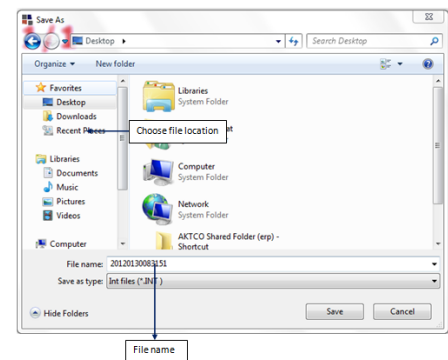 Save As
Desktop
Search Desktop
Organize
New folder
Favorites
Desktop
Downloads
Recent Places
Libraries
Documents
Music
Pictures
Videos
Computer
Libraries
System Folder
Choose file location
at
Computer
System Folder
Network
System Folder
AKTCO Shared Folder (erp) -
Shortcut
File name: 20120130083151
Save as type: Int files (*.INT )
Hide Folders
Save
Cancel
File name